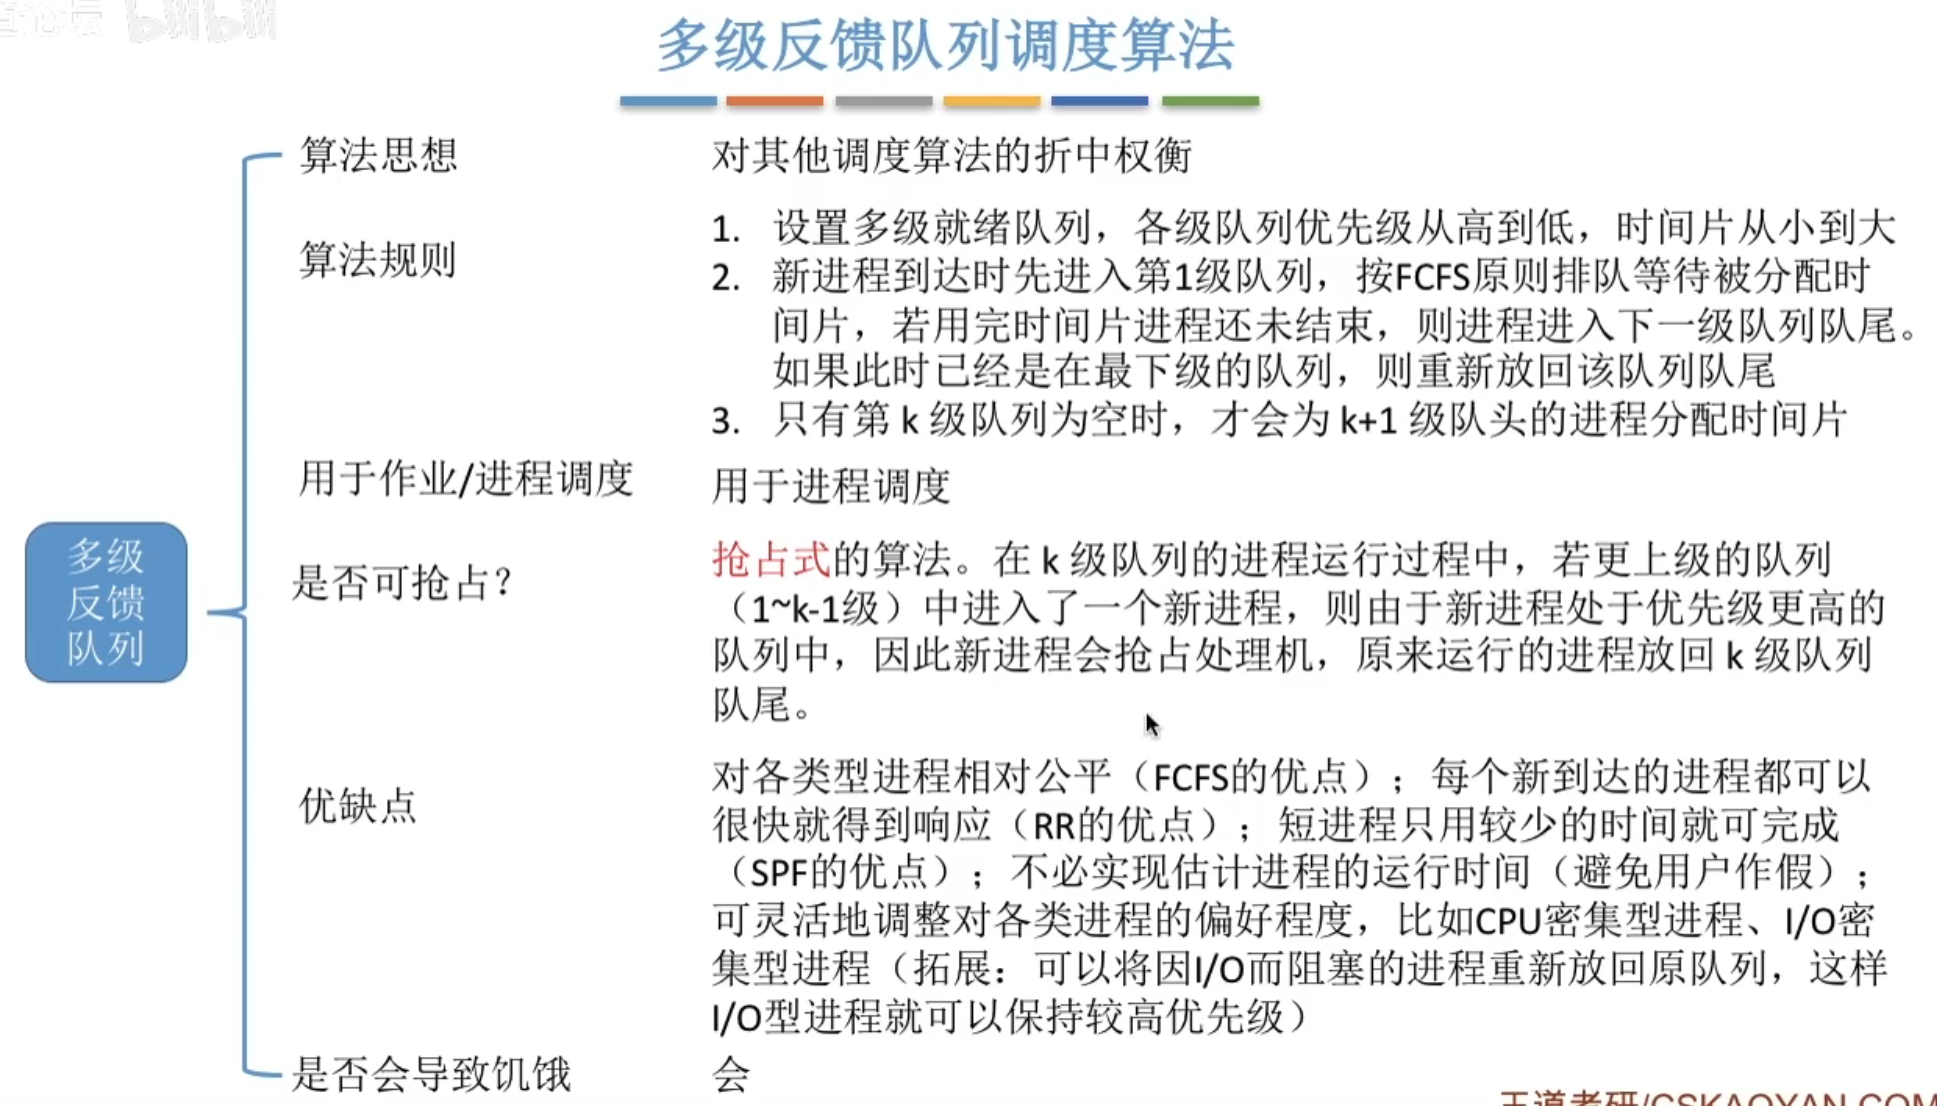 道论坛 bilibili
多级反馈队列调度算法
算法思想
对其他调度算法的折中权衡
算法规则
1. 设置多级就绪队列，各级队列优先级从高到低，时间片从小到大
2. 新进程到达时先进入第1级队列，按FCFS原则排队等待被分配时
间片，若用完时间片进程还未结束，则进程进入下一级队列队尾。
如果此时已经是在最下级的队列，则重新放回该队列队尾
3. 只有第 k 级队列为空时，才会为 k+1 级队头的进程分配时间片
用于作业/进程调度
用于进程调度
多级
反馈
队列
是否可抢占？
抢占式的算法。在 k 级队列的进程运行过程中，若更上级的队列
（1~k-1级）中进入了一个新进程，则由于新进程处于优先级更高的
队列中，因此新进程会抢占处理机，原来运行的进程放回 k 级队列
队尾。
优缺点
对各类型进程相对公平（FCFS的优点）；每个新到达的进程都可以
很快就得到响应（RR的优点）；短进程只用较少的时间就可完成
（SPF的优点）；不必实现估计进程的运行时间（避免用户作假）；
可灵活地调整对各类进程的偏好程度，比如CPU密集型进程、I/O密
集型进程（拓展：可以将因I/O而阻塞的进程重新放回原队列，这样
I/O型进程就可以保持较高优先级）
是否会导致饥饿
会
王道考研/CSKAOYAN.COM